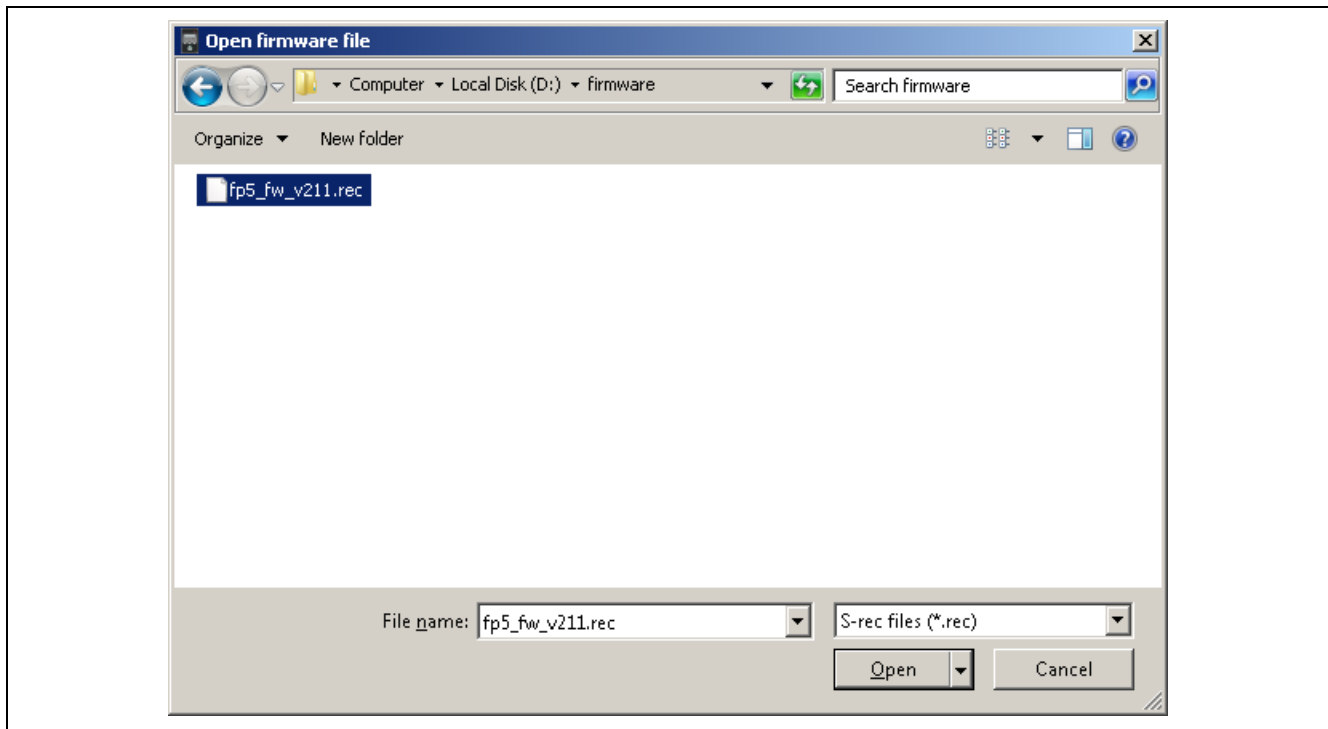 Open firmware file
Computer Local Disk (D:) firmware Search firmware
Organize New folder
fp5_fw_v211.rec
File name: fp5_fw_v211.rec S-rec files (*.rec)
Open Cancel